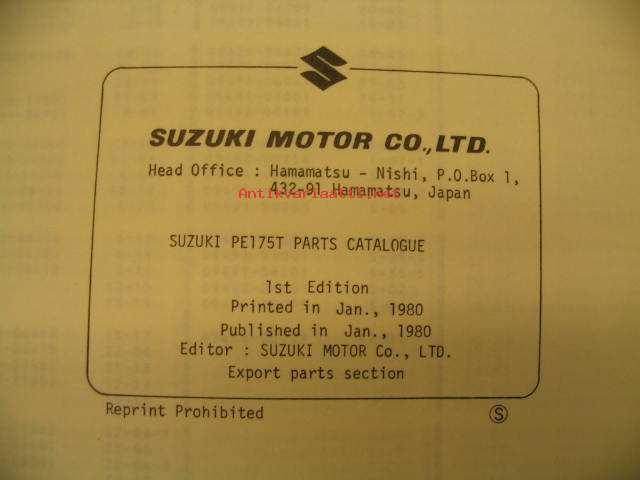 SUZUKI MOTOR CO.,LTD.
Head Office : Hamamatsu - Nishi, P.O.Box 1,
432-91 Hamamatsu, Japan
Antikvariaatti.net
SUZUKI PE175T PARTS CATALOGUE
1st Edition
Printed in Jan., 1980
Published in Jan., 1980
Editor : SUZUKI MOTOR Co., LTD.
Export parts section
Reprint Prohibited
Ⓢ